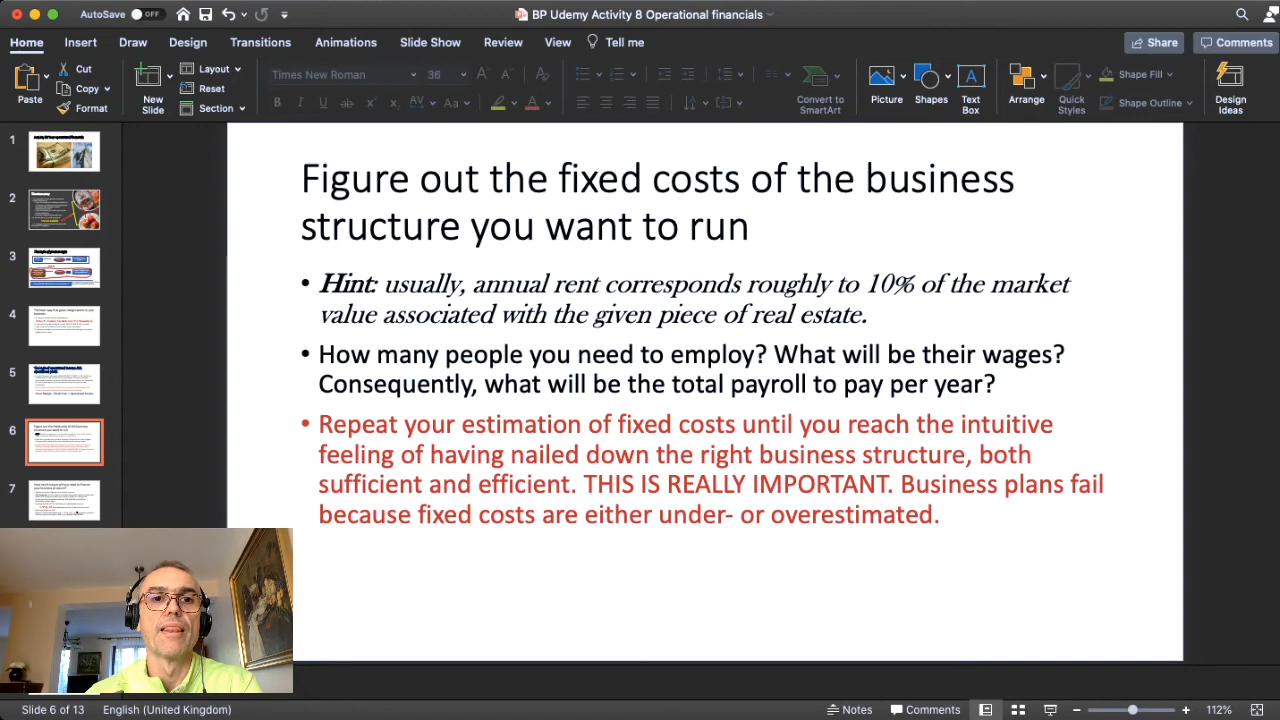 AutoSave OFF
BP Udemy Activity 8 Operational financials
Home Insert Draw Design Transitions Animations Slide Show Review View Tell me
Share Comments
Paste
Cut
Copy
Format
New Slide
Layout
Reset
Section
Times New Roman 36
Convert to SmartArt
Picture
Shapes
Text Box
Arrange
Quick Styles
Shape Fill
Shape Outline
Design Ideas
1
2
3
4
5
6
7
Figure out the fixed costs of the business
structure you want to run
• Hint: usually, annual rent corresponds roughly to 10% of the market
value associated with the given piece of real estate.
• How many people you need to employ? What will be their wages?
Consequently, what will be the total payroll to pay per year?
• Repeat your estimation of fixed costs until you reach the intuitive
feeling of having nailed down the right business structure, both
sufficient and efficient. THIS IS REALLY IMPORTANT. Business plans fail
because fixed costs are either under- or overestimated.
Slide 6 of 13 English (United Kingdom)
Notes Comments 112%